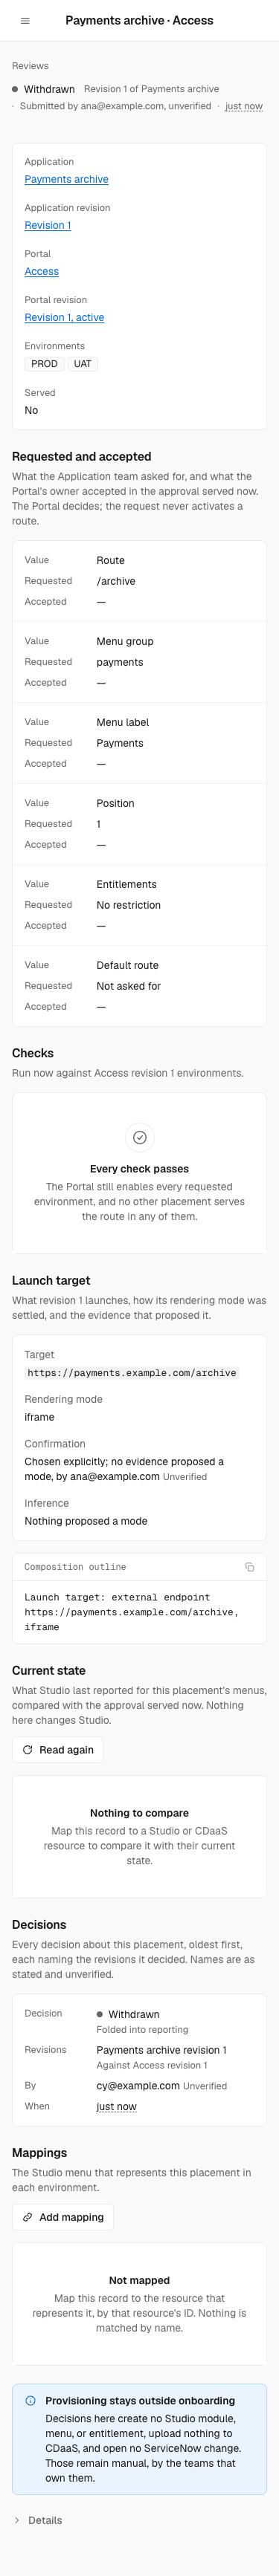 Payments archive · Access
Reviews
Withdrawn Revision 1 of Payments archive
· Submitted by ana@example.com, unverified · just now
Application
Payments archive
Application revision
Revision 1
Portal
Access
Portal revision
Revision 1, active
Environments
PROD UAT
Served
No
Requested and accepted
What the Application team asked for, and what the
Portal's owner accepted in the approval served now.
The Portal decides; the request never activates a
route.
Value Route
Requested /archive
Accepted —
Value Menu group
Requested payments
Accepted —
Value Menu label
Requested Payments
Accepted —
Value Position
Requested 1
Accepted —
Value Entitlements
Requested No restriction
Accepted —
Value Default route
Requested Not asked for
Accepted —
Checks
Run now against Access revision 1 environments.
Every check passes
The Portal still enables every requested
environment, and no other placement serves
the route in any of them.
Launch target
What revision 1 launches, how its rendering mode was
settled, and the evidence that proposed it.
Target
https://payments.example.com/archive
Rendering mode
iframe
Confirmation
Chosen explicitly; no evidence proposed a
mode, by ana@example.com Unverified
Inference
Nothing proposed a mode
Composition outline
Launch target: external endpoint
https://payments.example.com/archive,
iframe
Current state
What Studio last reported for this placement's menus,
compared with the approval served now. Nothing
here changes Studio.
Read again
Nothing to compare
Map this record to a Studio or CDaaS
resource to compare it with their current
state.
Decisions
Every decision about this placement, oldest first,
each naming the revisions it decided. Names are as
stated and unverified.
Decision Withdrawn
Folded into reporting
Revisions Payments archive revision 1
Against Access revision 1
By cy@example.com Unverified
When just now
Mappings
The Studio menu that represents this placement in
each environment.
Add mapping
Not mapped
Map this record to the resource that
represents it, by that resource's ID. Nothing is
matched by name.
Provisioning stays outside onboarding
Decisions here create no Studio module,
menu, or entitlement, upload nothing to
CDaaS, and open no ServiceNow change.
Those remain manual, by the teams that
own them.
Details